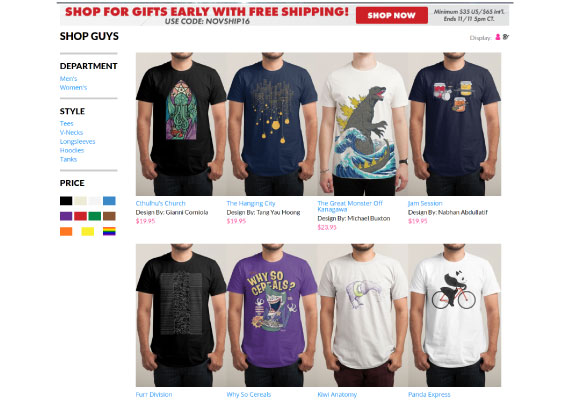 SHOP FOR GIFTS EARLY WITH FREE SHIPPING!
USE CODE: NOVSHIP16
SHOP NOW
Minimum $35 US/$65 Int'l.
Ends 11/11 5pm CT.
SHOP GUYS
Display:
DEPARTMENT
Men's
Women's
STYLE
Tees
V-Necks
Longsleeves
Hoodies
Tanks
PRICE
Cthulhu's Church
Design By: Gianni Corniola
$19.95
The Hanging City
Design By: Tang Yau Hoong
$19.95
The Great Monster Off
Kanagawa
Design By: Michael Buxton
$23.95
Jam Session
Design By: Nabhan Abdullatif
$19.95
WHY SO
CEREALS?
Furr Division
Why So Cereals
Kiwi Anatomy
Panda Express